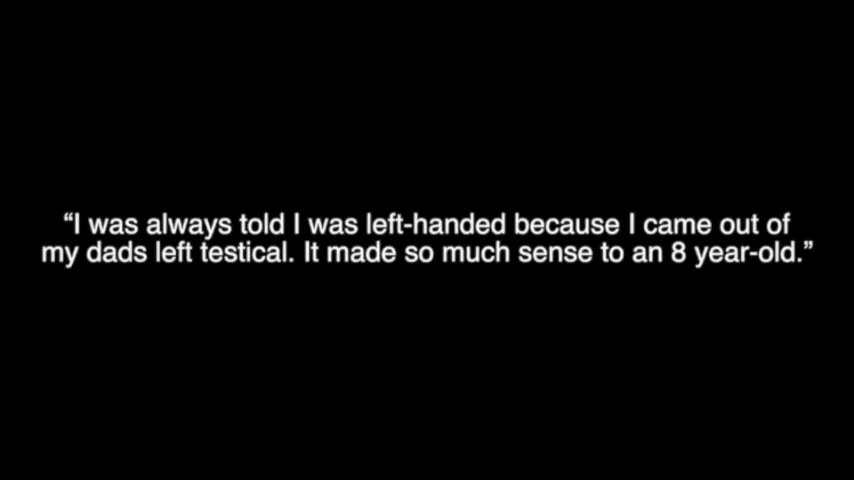 “I was always told I was left-handed because I came out of
my dads left testical. It made so much sense to an 8 year-old.”